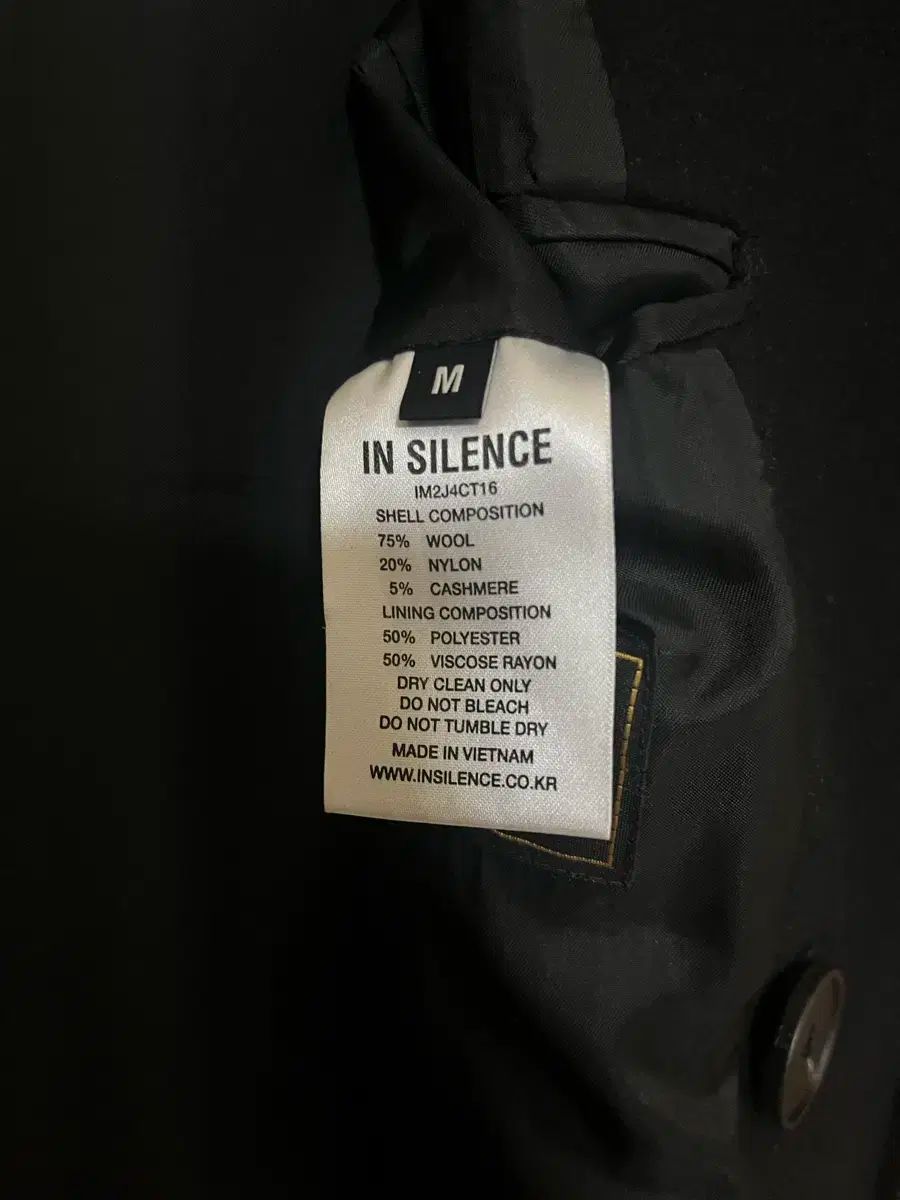 M
IN SILENCE
IM2J4CT16
SHELL COMPOSITION
75% WOOL
20% NYLON
5% CASHMERE
LINING COMPOSITION
50% POLYESTER
50% VISCOSE RAYON
DRY CLEAN ONLY
DO NOT BLEACH
DO NOT TUMBLE DRY
MADE IN VIETNAM
WWW.INSILENCE.CO.KR